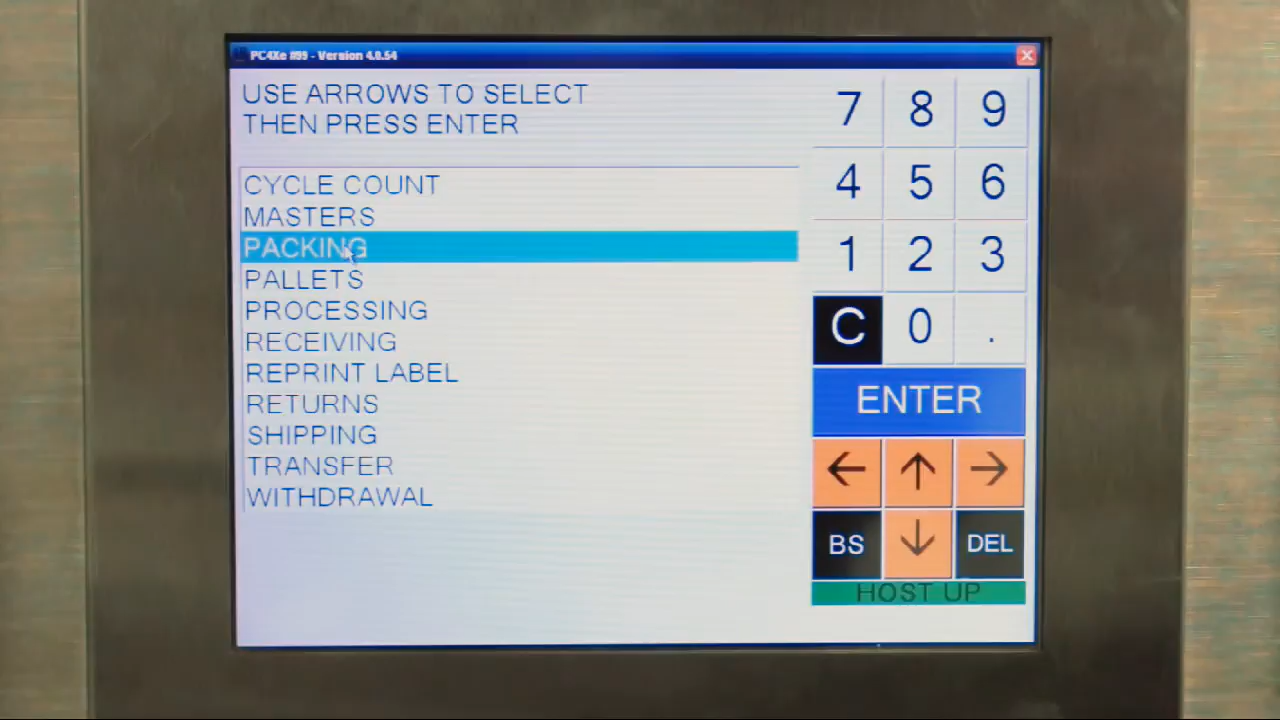 PC4Xe #99 - Version 4.0.54
USE ARROWS TO SELECT
THEN PRESS ENTER
CYCLE COUNT
MASTERS
PACKING
PALLETS
PROCESSING
RECEIVING
REPRINT LABEL
RETURNS
SHIPPING
TRANSFER
WITHDRAWAL
7 8 9
4 5 6
1 2 3
C 0 .
ENTER
← ↑ →
BS ↓ DEL
HOST UP